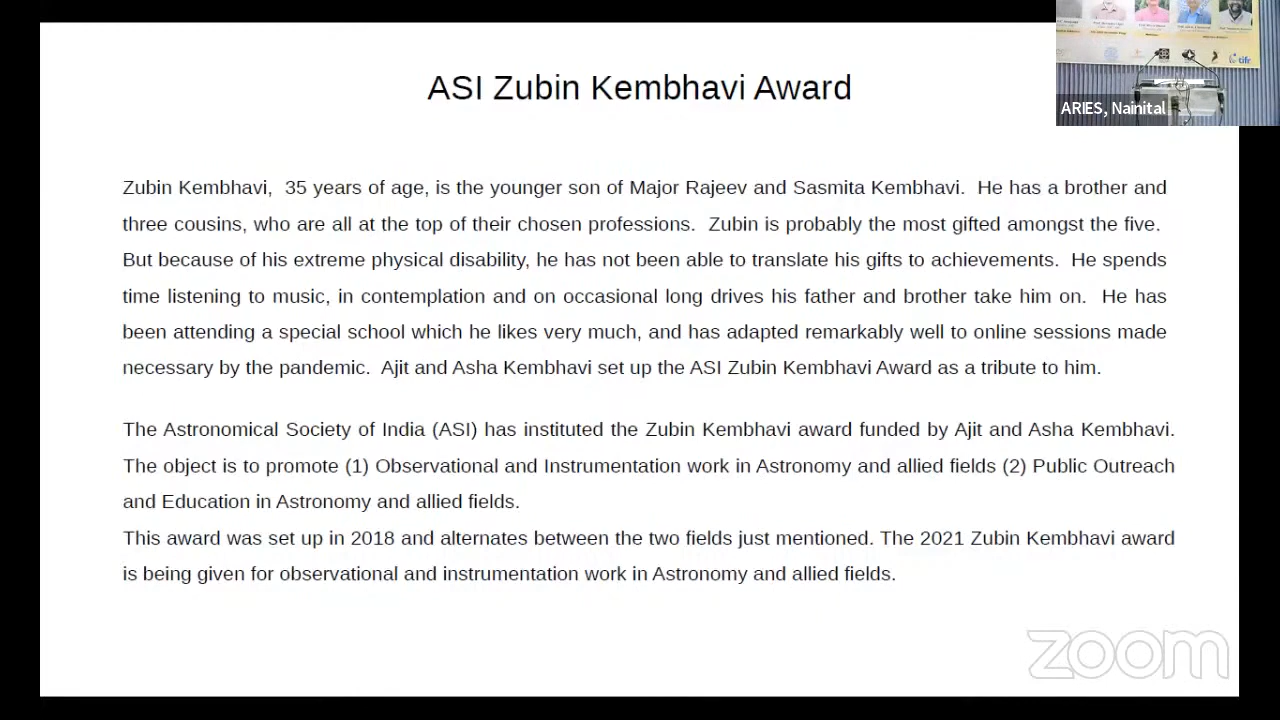 ASI Zubin Kembhavi Award
ARIES, Nainital
tifr
Zubin Kembhavi,  35 years of age, is the younger son of Major Rajeev and Sasmita Kembhavi.  He has a brother and
three cousins, who are all at the top of their chosen professions.  Zubin is probably the most gifted amongst the five.
But because of his extreme physical disability, he has not been able to translate his gifts to achievements.  He spends
time listening to music, in contemplation and on occasional long drives his father and brother take him on.  He has
been attending a special school which he likes very much, and has adapted remarkably well to online sessions made
necessary by the pandemic.  Ajit and Asha Kembhavi set up the ASI Zubin Kembhavi Award as a tribute to him.
The Astronomical Society of India (ASI) has instituted the Zubin Kembhavi award funded by Ajit and Asha Kembhavi.
The object is to promote (1) Observational and Instrumentation work in Astronomy and allied fields (2) Public Outreach
and Education in Astronomy and allied fields.
This award was set up in 2018 and alternates between the two fields just mentioned. The 2021 Zubin Kembhavi award
is being given for observational and instrumentation work in Astronomy and allied fields.
zoom